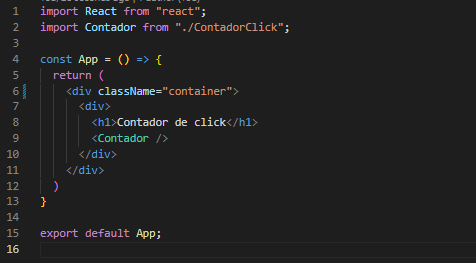 1 import React from "react";
2 import Contador from "./ContadorClick";
3
4 const App = () => {
5   return (
6     <div className="container">
7       <div>
8         <h1>Contador de click</h1>
9         <Contador />
10       </div>
11     </div>
12   )
13 }
14
15 export default App;
16